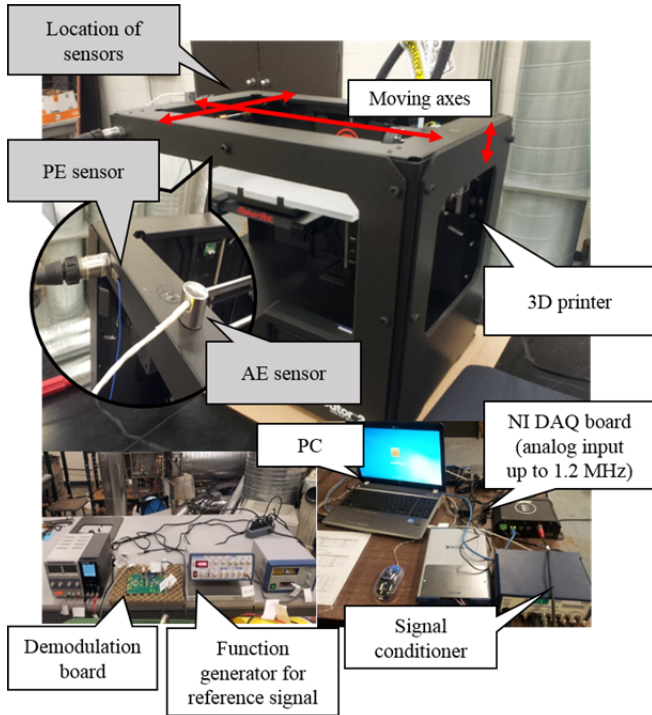 Location of
sensors
Moving axes
PE sensor
MakerBot
3D printer
AE sensor
NI DAQ board
(analog input
up to 1.2 MHz)
PC
Demodulation
board
Function
generator for
reference signal
Signal
conditioner